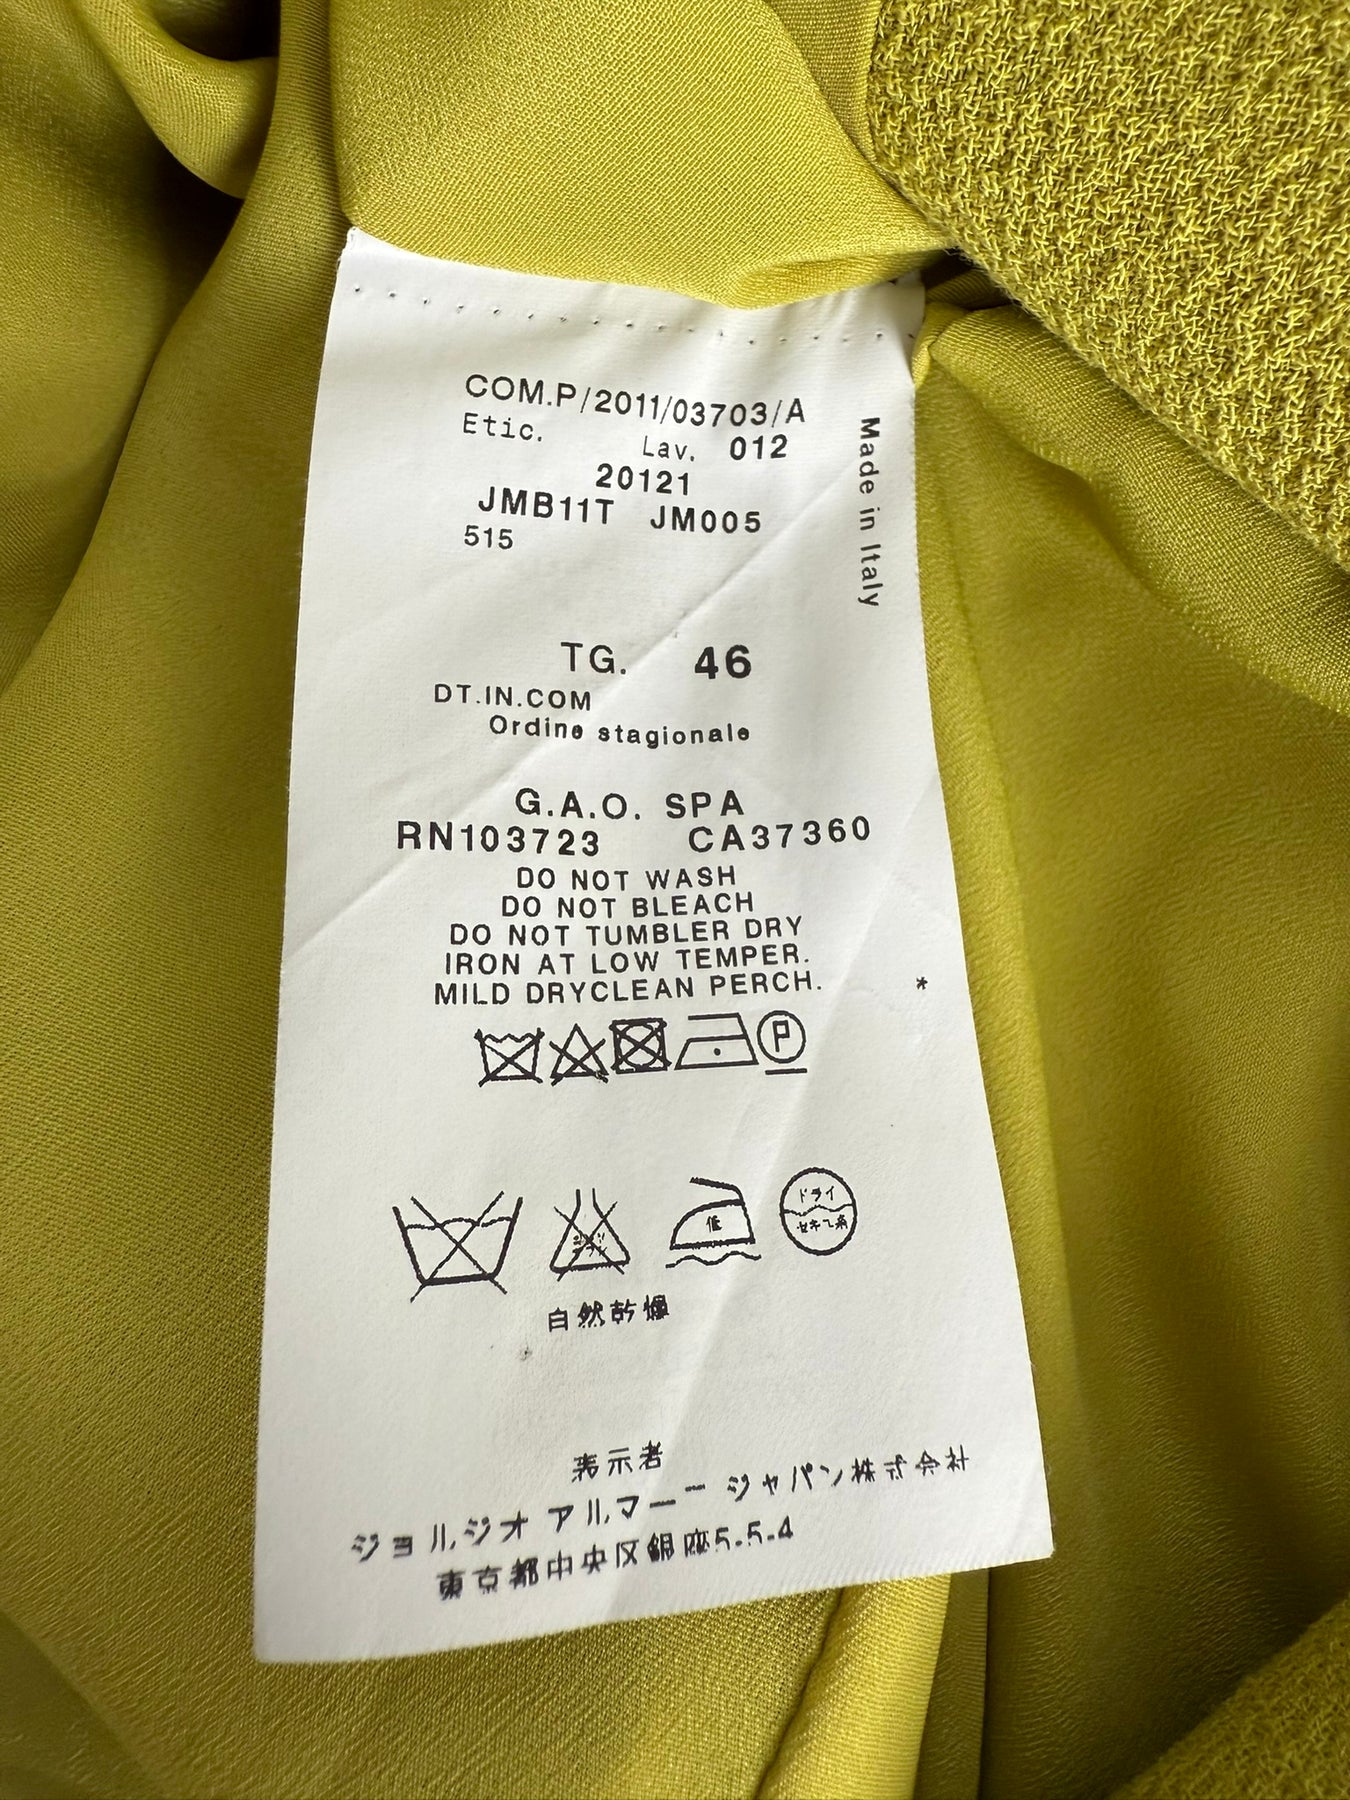 COM.P/2011/03703/A
Etic. Lav. 012
20121
JMB11T JM005
515
Made in Italy
TG. 46
DT.IN.COM
Ordine stagionale
G.A.O. SPA
RN103723 CA37360
DO NOT WASH
DO NOT BLEACH
DO NOT TUMBLER DRY
IRON AT LOW TEMPER.
MILD DRYCLEAN PERCH.
*
P
低
ドライ
自然乾燥
表示者
ジョルジオ アルマーニ ジャパン株式会社
東京都中央区銀座5-5-4